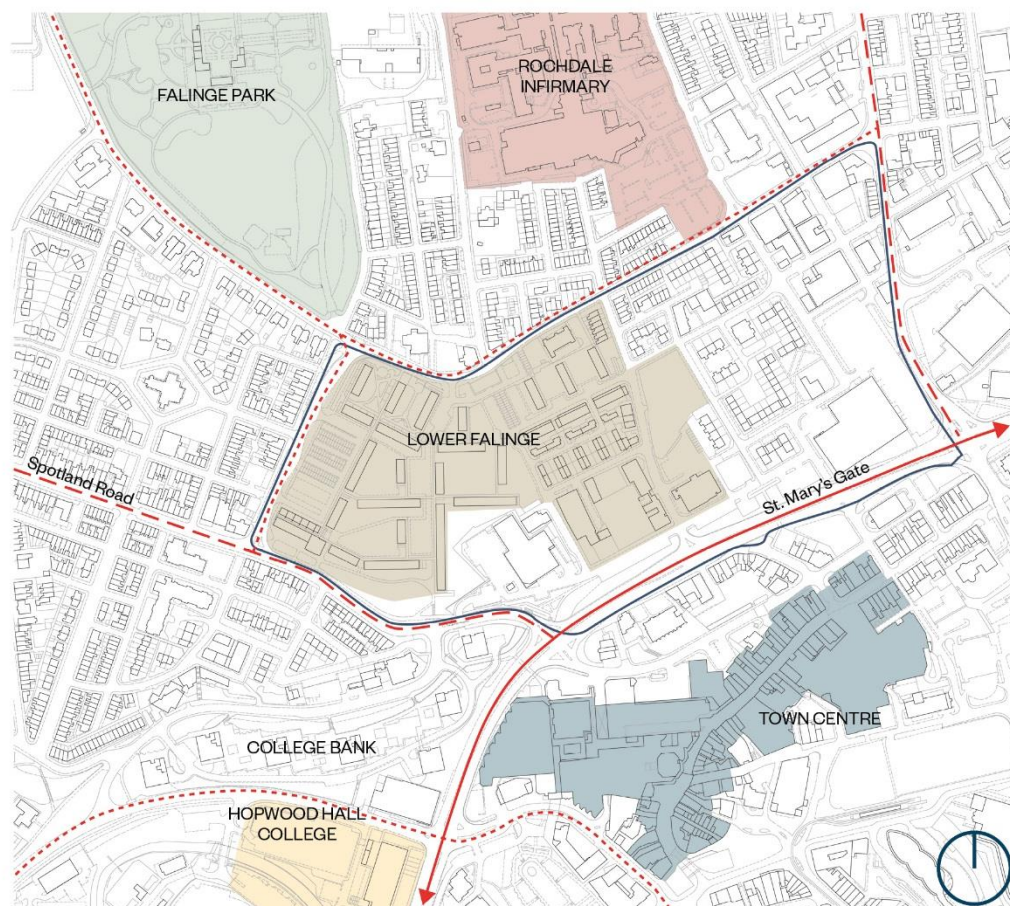 ROCHDALE
INFIRMARY
FALINGE PARK
LOWER FALINGE
Spotland Road
St. Mary's Gate
TOWN CENTRE
COLLEGE BANK
HOPWOOD HALL
COLLEGE